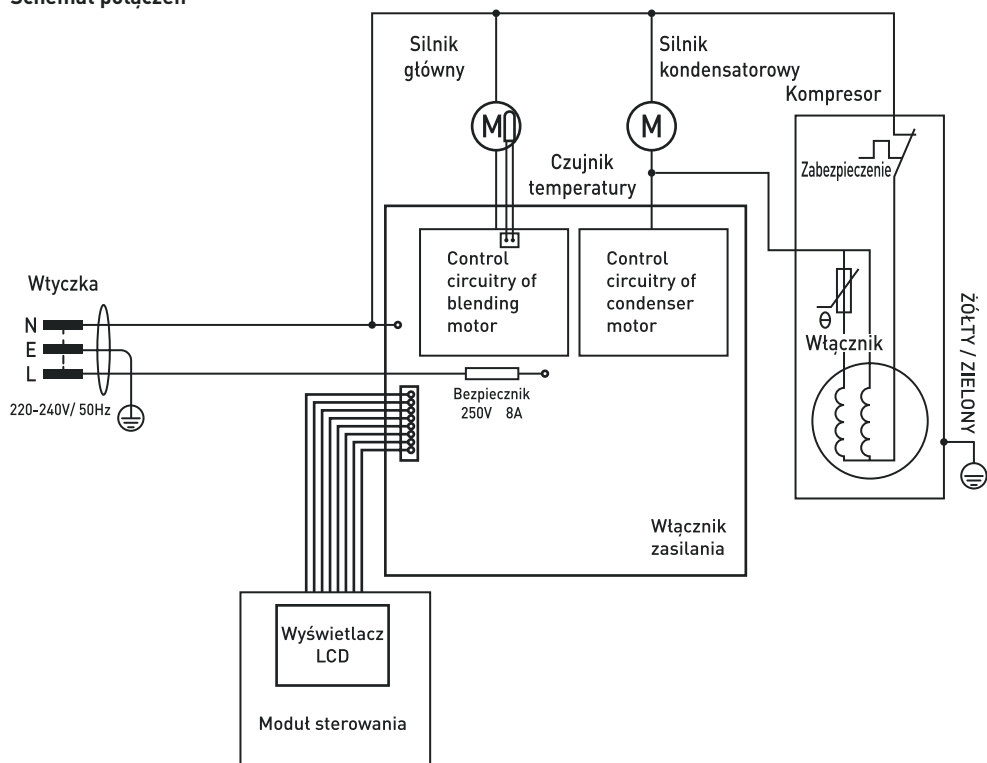 Schemat połączeń
Silnik
główny
Silnik
kondensatorowy
Kompresor
M
M
Zabezpieczenie
Czujnik
temperatury
Control
circuitry of
blending
motor
Control
circuitry of
condenser
motor
Wtyczka
N
E
L
220-240V/ 50Hz
Bezpiecznik
250V 8A
θ
Włącznik
ŻÓŁTY / ZIELONY
Włącznik
zasilania
Wyświetlacz
LCD
Moduł sterowania